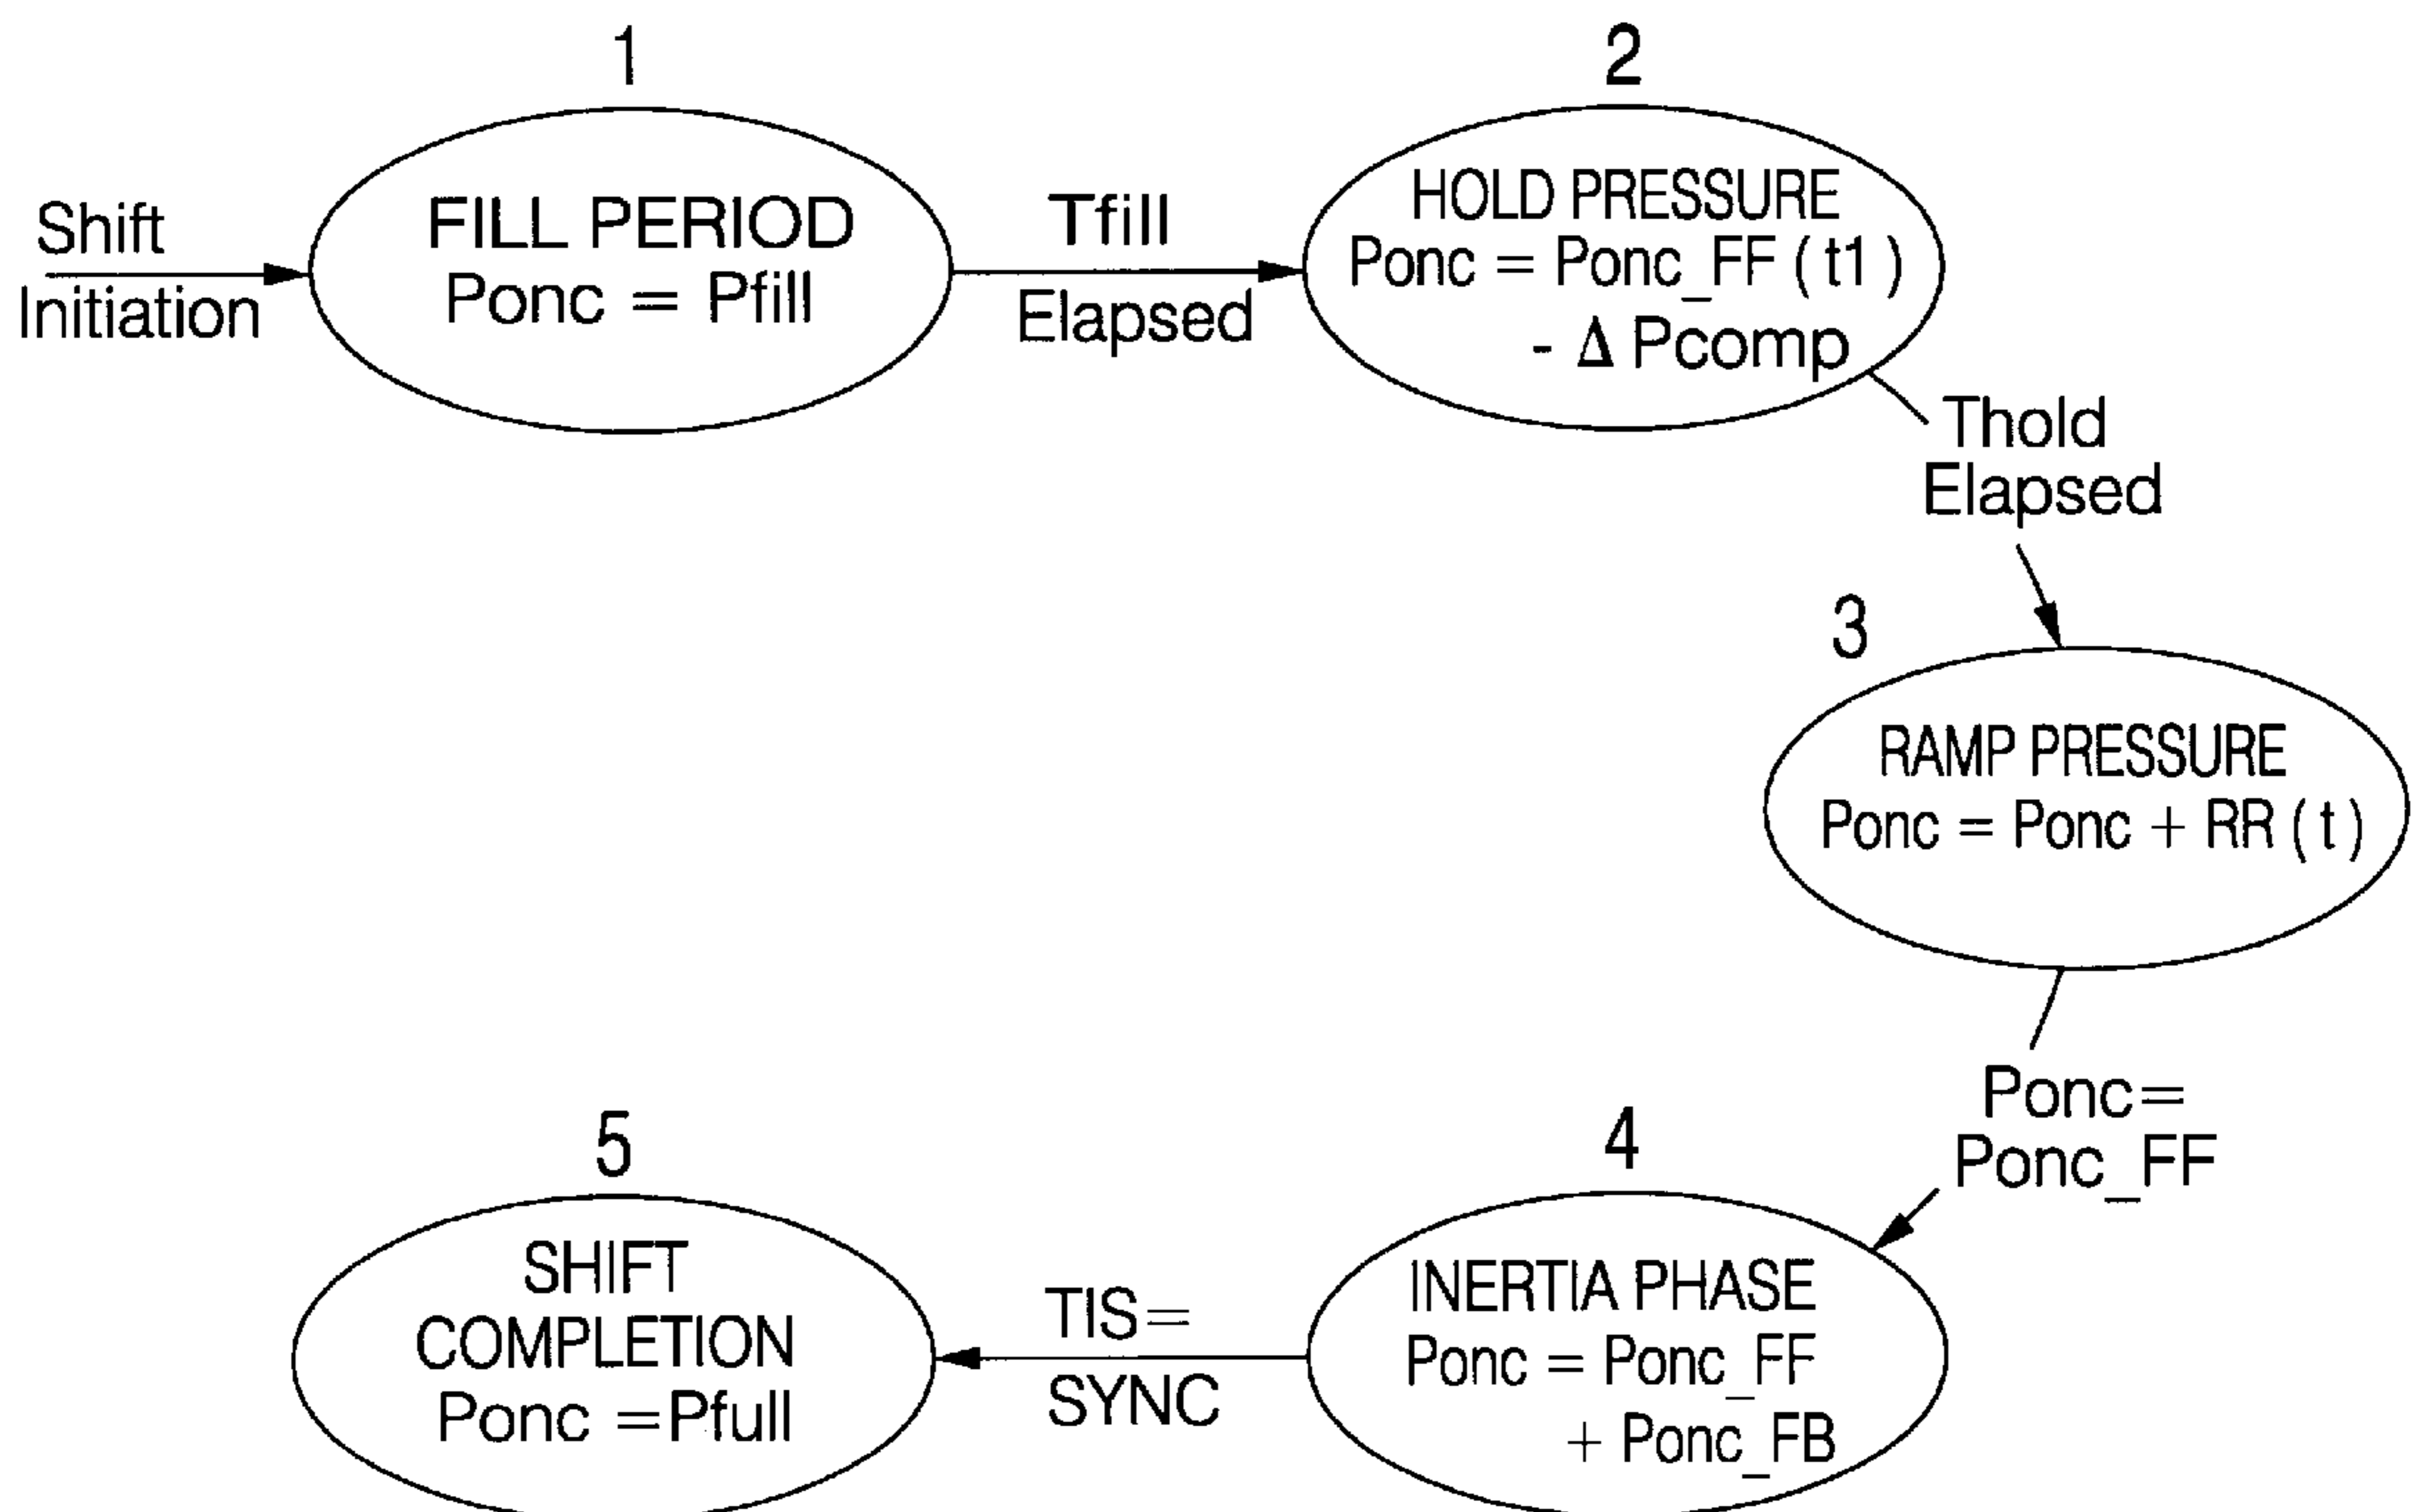 1
FILL PERIOD
Ponc = Pfill
Shift
Initiation
Tfill
Elapsed
2
HOLD PRESSURE
Ponc = Ponc_FF (t1)
- Δ Pcomp
Thold
Elapsed
3
RAMP PRESSURE
Ponc = Ponc + RR (t)
Ponc=
Ponc_FF
4
INERTIA PHASE
Ponc = Ponc_FF
+ Ponc_FB
TIS=
SYNC
5
SHIFT
COMPLETION
Ponc =Pfull